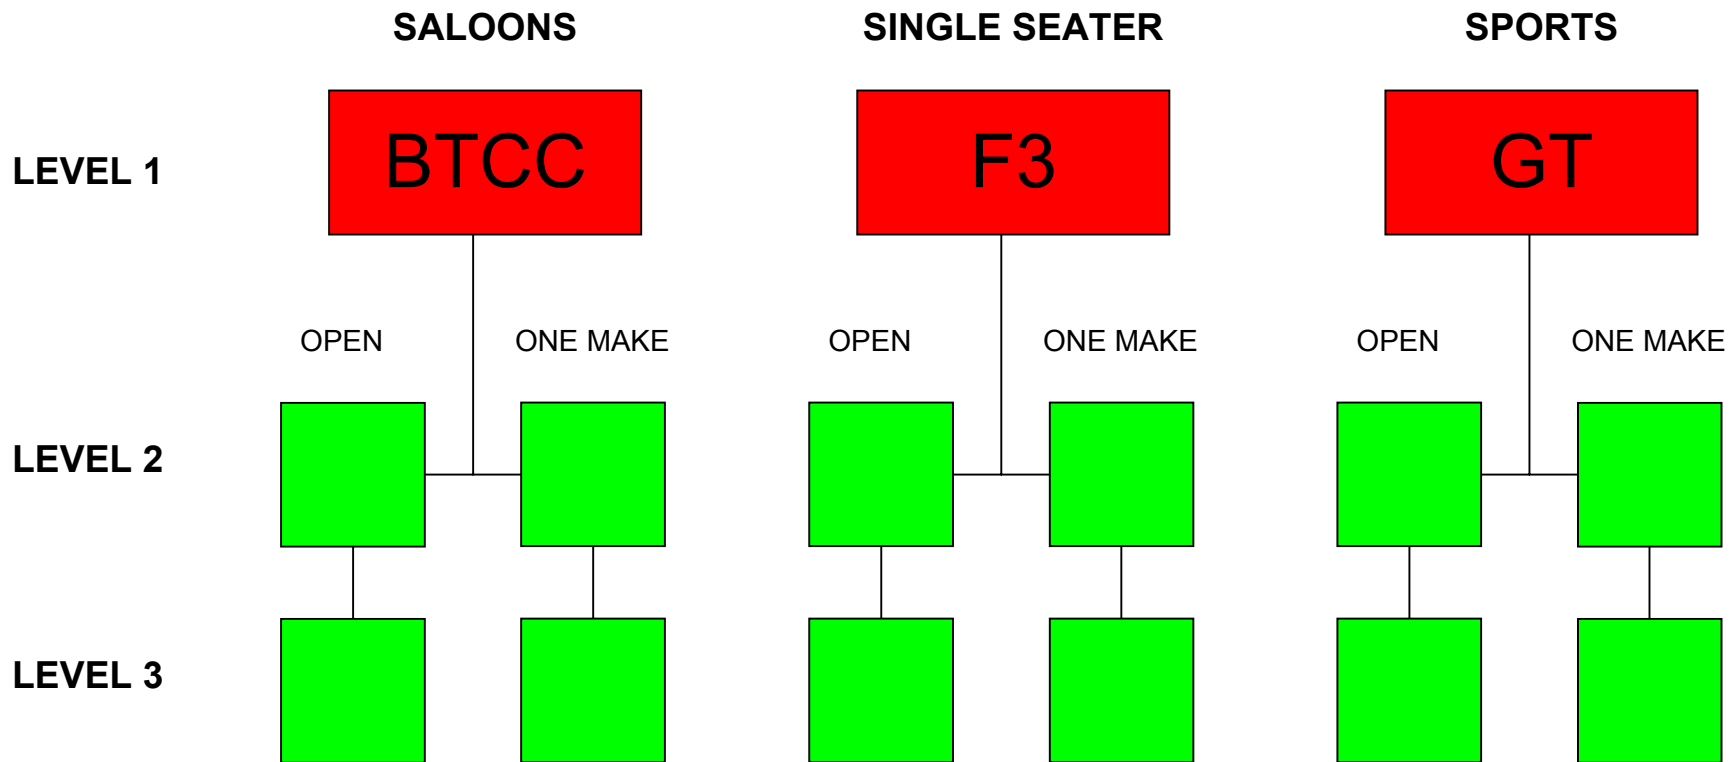 SALOONS SINGLE SEATER SPORTS
LEVEL 1 BTCC F3 GT
OPEN ONE MAKE OPEN ONE MAKE OPEN ONE MAKE
LEVEL 2
LEVEL 3